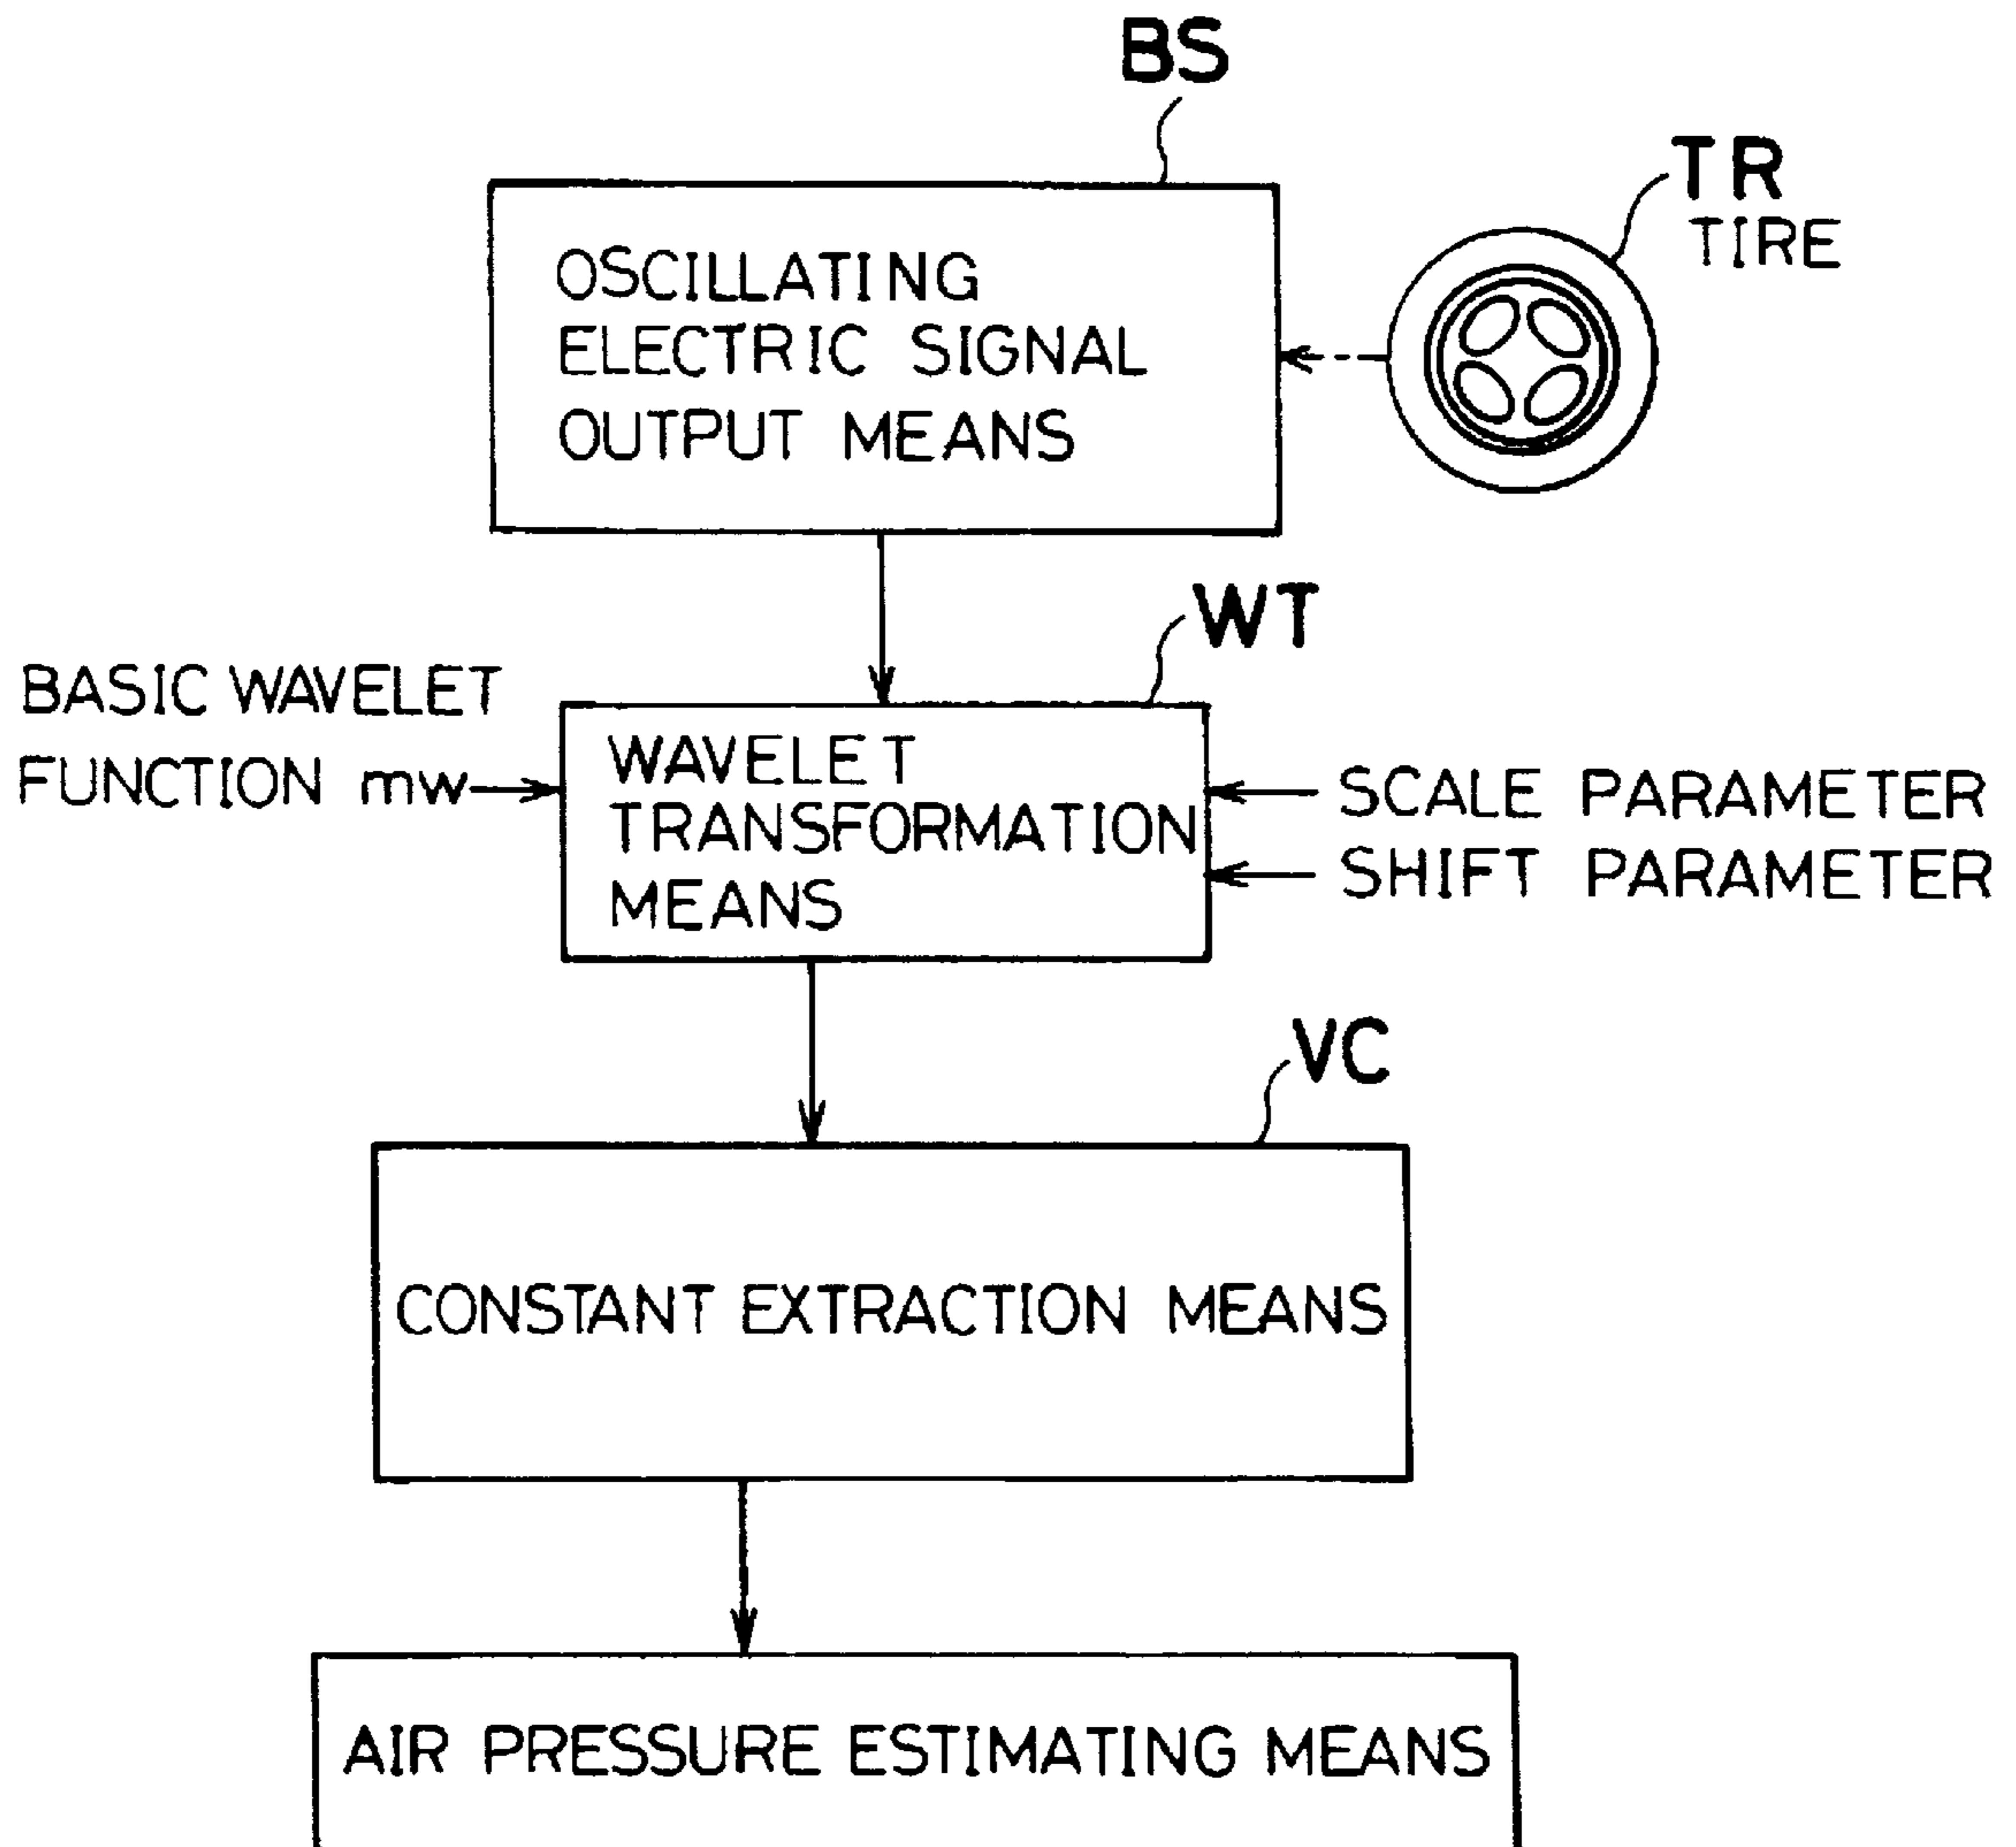 BS
TR
TIRE
OSCILLATING
ELECTRIC SIGNAL
OUTPUT MEANS
WT
BASIC WAVELET
FUNCTION mw
WAVELET
TRANSFORMATION
MEANS
SCALE PARAMETER
SHIFT PARAMETER
VC
CONSTANT EXTRACTION MEANS
AIR PRESSURE ESTIMATING MEANS